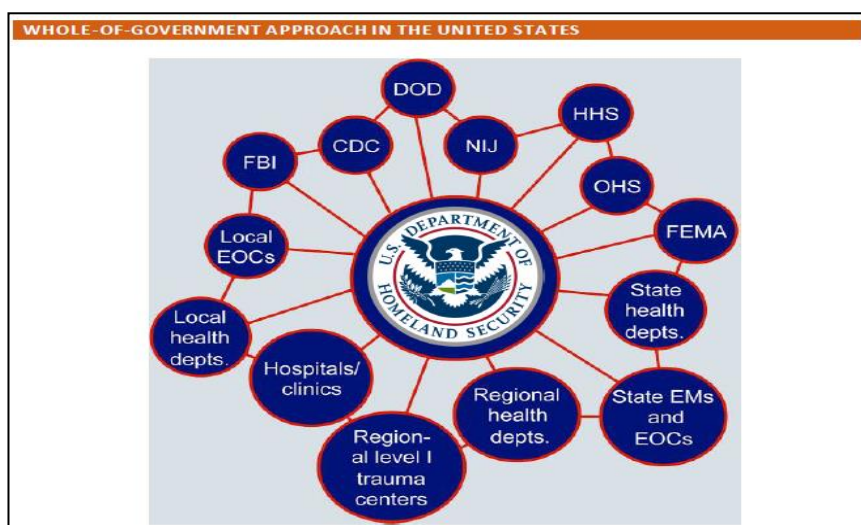 WHOLE-OF-GOVERNMENT APPROACH IN THE UNITED STATES
DOD
HHS
CDC
NIJ
FBI
OHS
FEMA
Local
EOCs
U.S. DEPARTMENT OF
HOMELAND SECURITY
State
health
depts.
Local
health
depts.
Hospitals/
clinics
Regional
health
depts.
State EMs
and
EOCs
Region-
al level I
trauma
centers